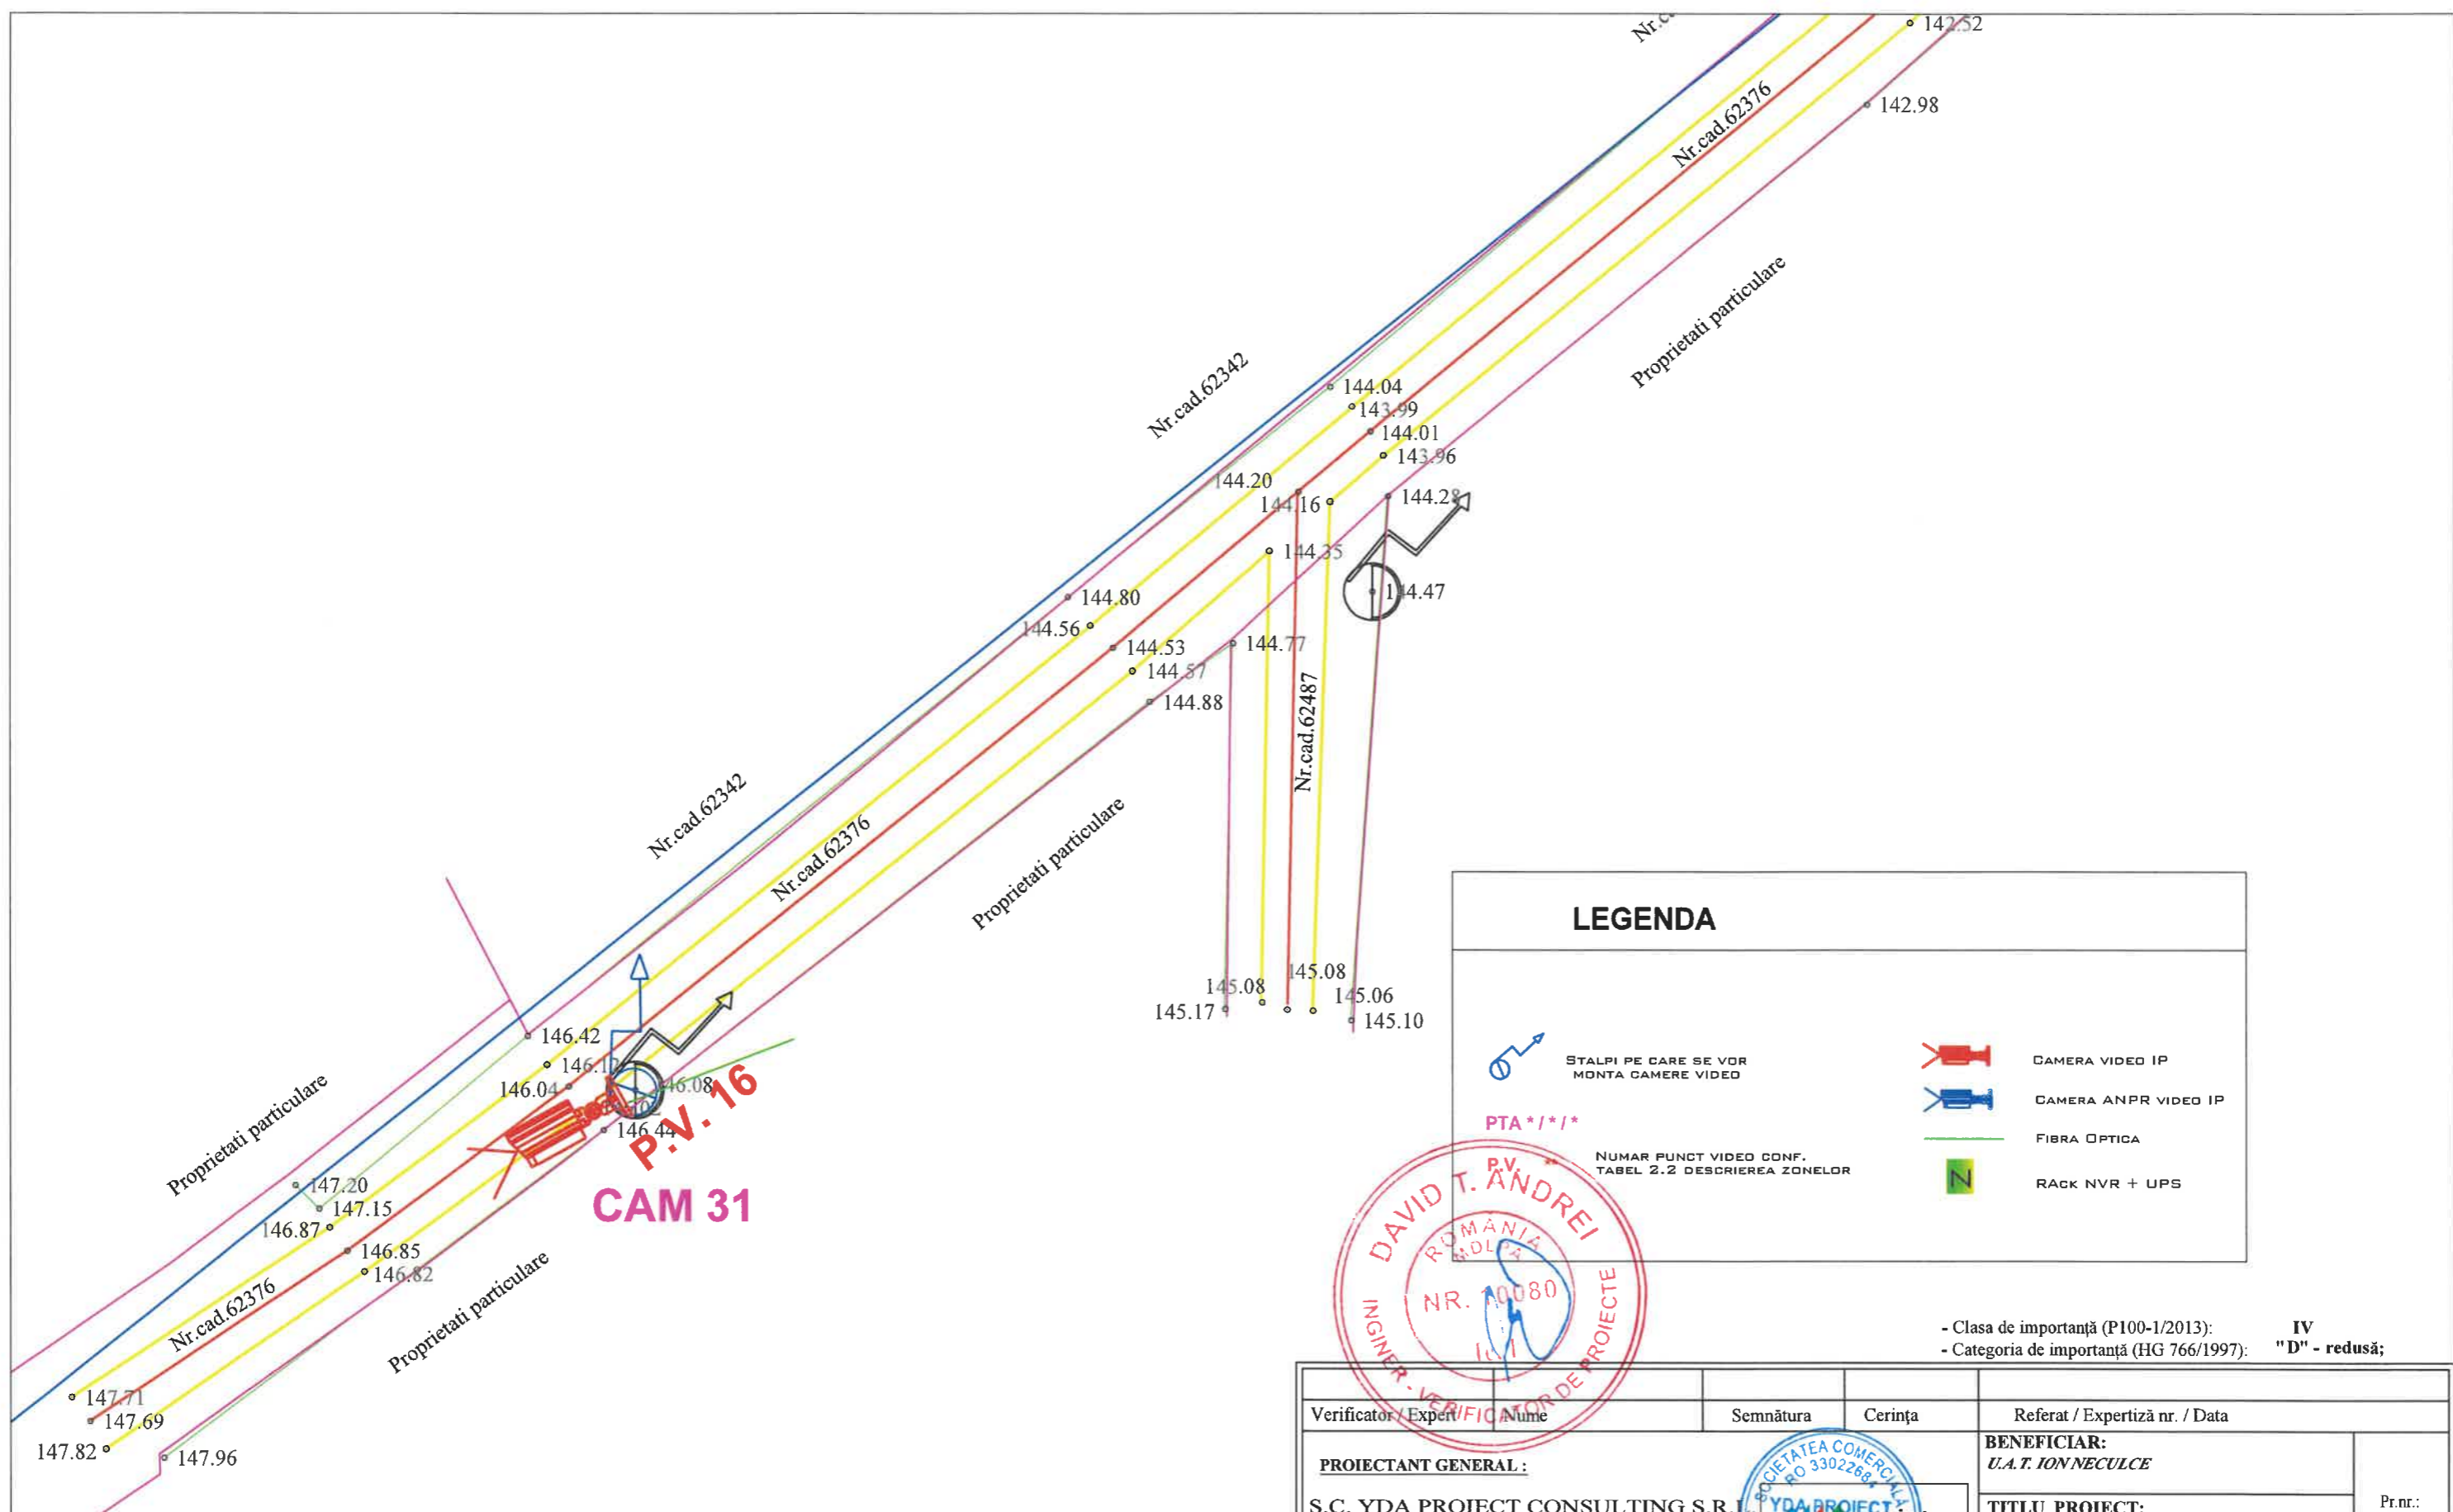 142.52
Nr.cad.62376
142.98
Proprietati particulare
Nr.cad.62342
144.04
143.99
144.01
143.96
144.20
144.16
144.28
144.35
144.47
144.80
144.56
144.53
144.57
144.77
144.88
Nr.cad.62487
Nr.cad.62342
Nr.cad.62376
Proprietati particulare
145.08
145.08
145.06
145.17
145.10
146.42
146.04
146.08
146.44
P.V. 16
CAM 31
Proprietati particulare
147.20
147.15
146.87
146.85
146.82
Nr.cad.62376
Proprietati particulare
147.71
147.69
147.82
147.96
LEGENDA
STALPI PE CARE SE VOR
MONTA CAMERE VIDEO
PTA */*/*
P.V. **
NUMAR PUNCT VIDEO CONF.
TABEL 2.2 DESCRIEREA ZONELOR
CAMERA VIDEO IP
CAMERA ANPR VIDEO IP
FIBRA OPTICA
N
RACK NVR + UPS
DAVID T. ANDREI
ROMÂNIA
MDLPA
NR. 10080
INGINER - VERIFICATOR DE PROIECTE
- Clasa de importanță (P100-1/2013): IV
- Categoria de importanță (HG 766/1997): "D" - redusă;
Verificator / Expert Nume Semnătura Cerința Referat / Expertiză nr. / Data
PROIECTANT GENERAL :
S.C. YDA PROIECT CONSULTING S.R.L.
SOCIETATEA COMERCIALA
RO 33022684
YDA PROIECT
BENEFICIAR:
U.A.T. ION NECULCE
TITLU PROIECT:
Pr.nr.: